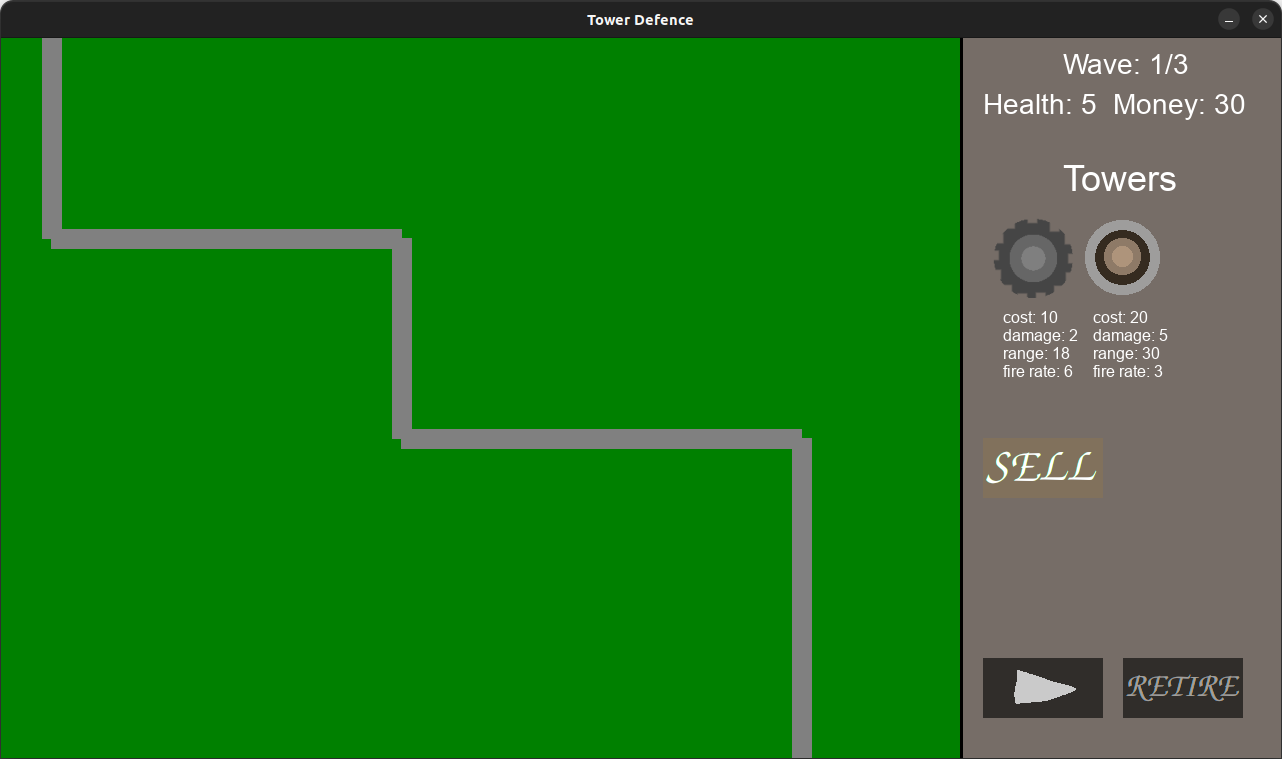 Tower Defence
Wave: 1/3
Health: 5 Money: 30
Towers
cost: 10 cost: 20
damage: 2 damage: 5
range: 18 range: 30
fire rate: 6 fire rate: 3
SELL
RETIRE